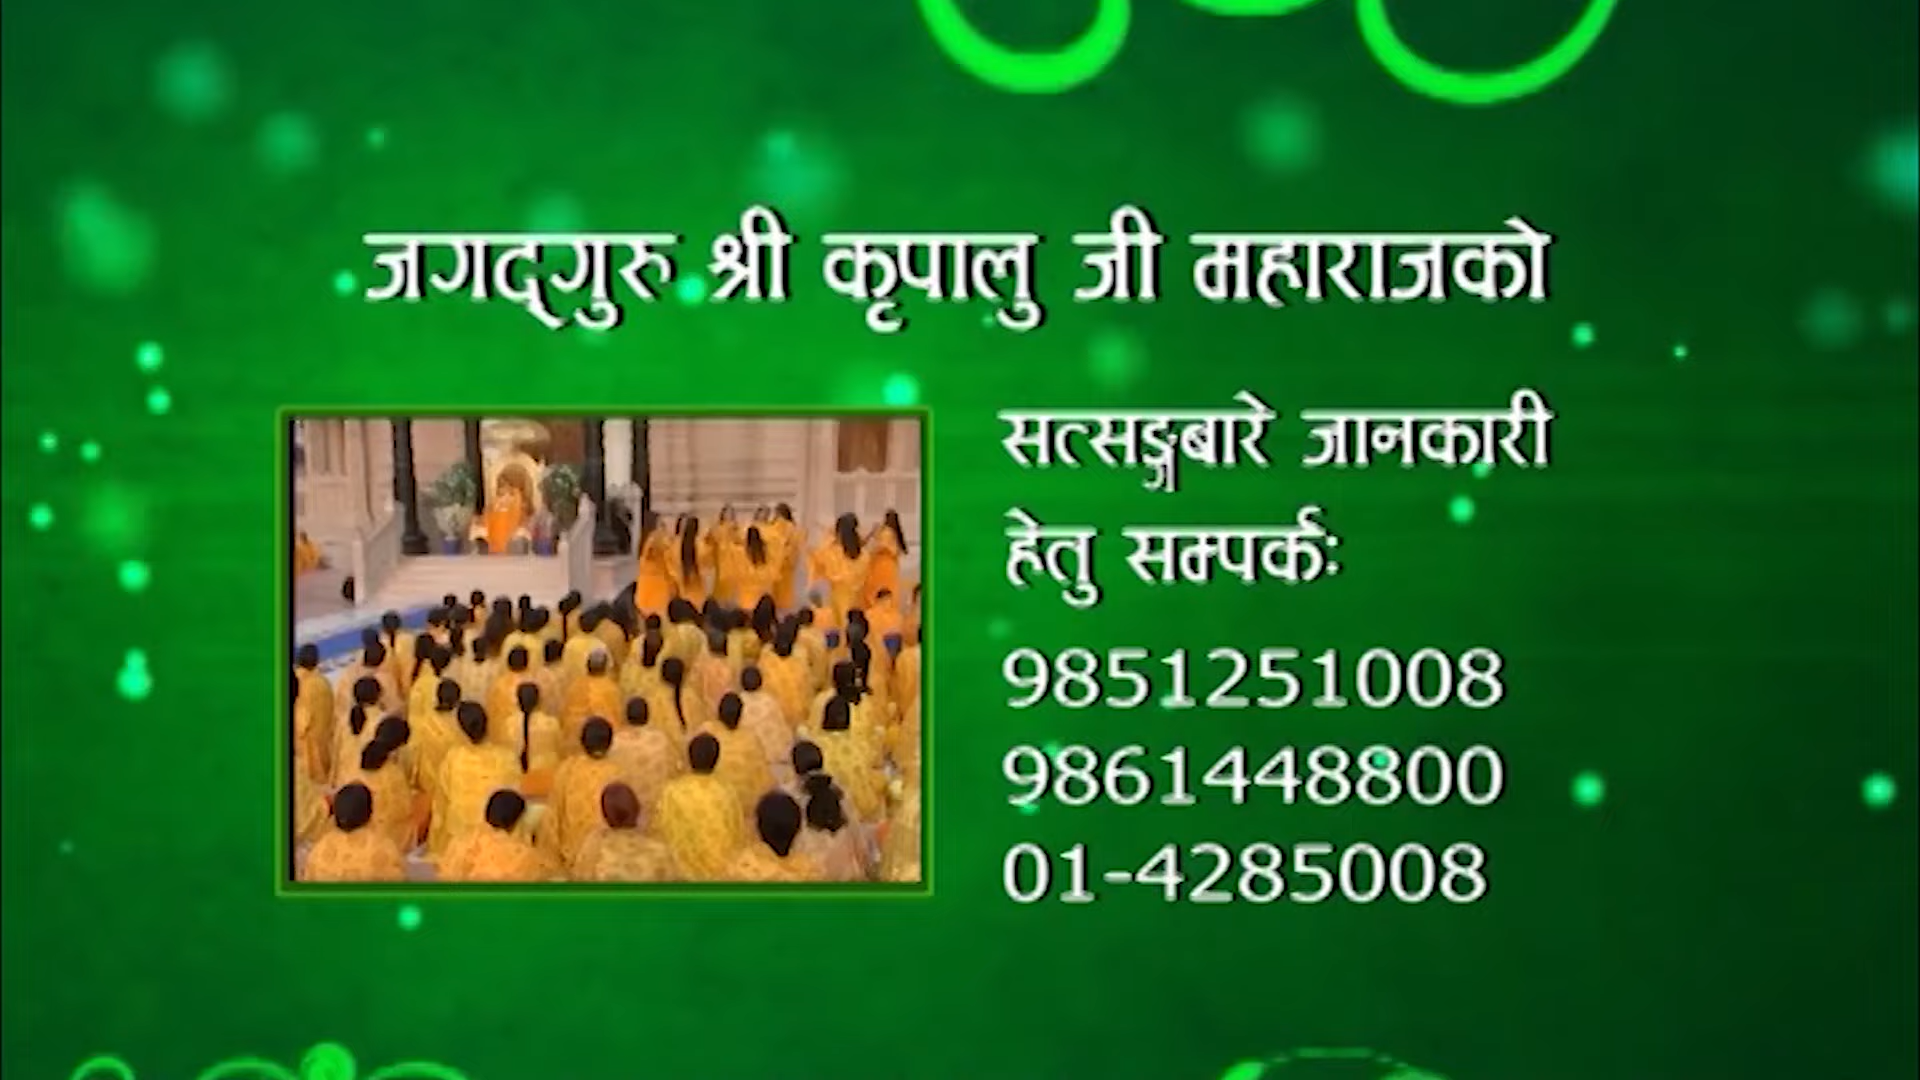 जगद्गुरु श्री कृपालु जी महाराजको
सत्सङ्गबारे जानकारी
हेतु सम्पर्कः
9851251008
9861448800
01-4285008